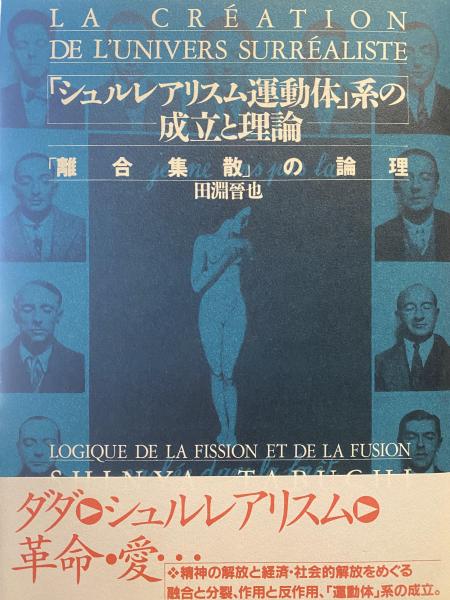 LA CRÉATION
DE L'UNIVERS SURRÉALISTE
「シュルレアリスム運動体」系の
成立と理論
「離合集散」の論理
田淵晉也
LOGIQUE DE LA FISSION ET DE LA FUSION
SHINYA TABUCHI
ダダ▶シュルレアリスム▶
革命・愛・・・
❖精神の解放と経済・社会的解放をめぐる
融合と分裂、作用と反作用、「運動体」系の成立。